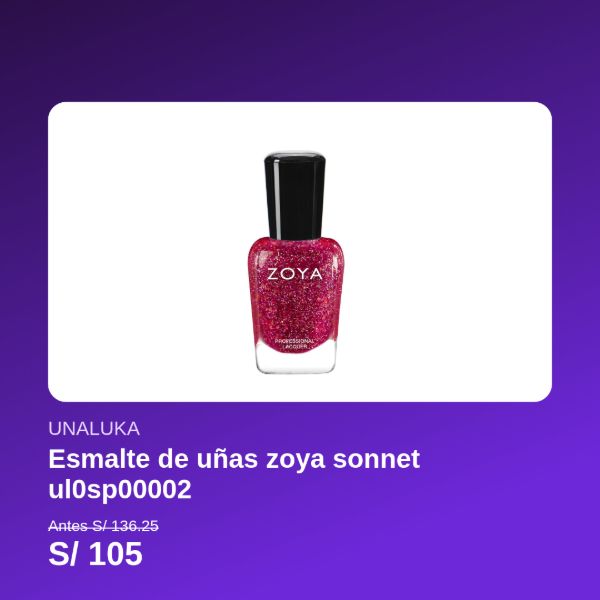 ZOYA
PROFESSIONAL
LACQUER
UNALUKA
Esmalte de uñas zoya sonnet
ul0sp00002
Antes S/ 136.25
S/ 105